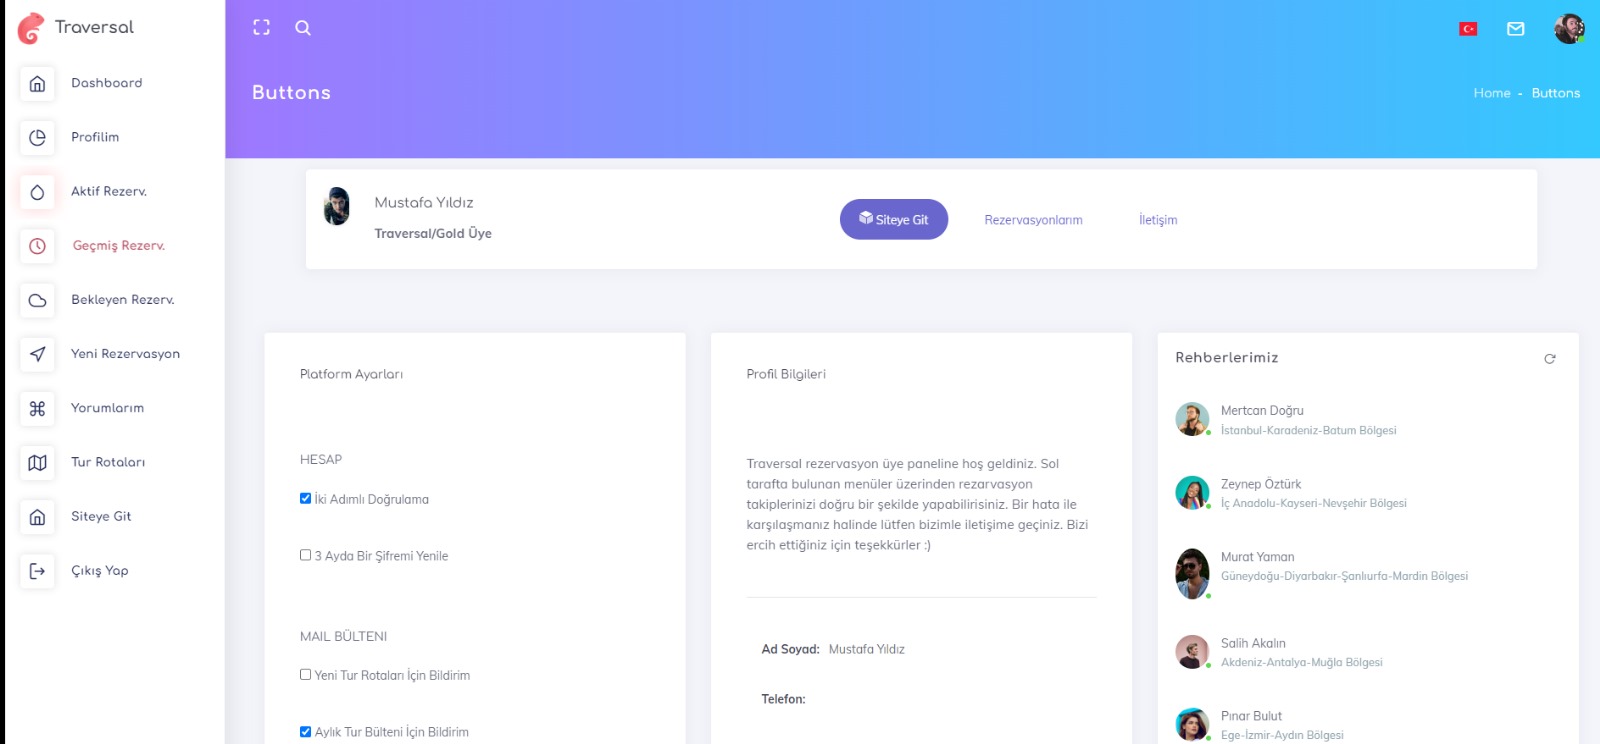 Traversal
Dashboard
Profilim
Aktif Rezerv.
Geçmiş Rezerv.
Bekleyen Rezerv.
Yeni Rezervasyon
Yorumlarım
Tur Rotaları
Siteye Git
Çıkış Yap
Buttons
Home - Buttons
Mustafa Yıldız
Traversal/Gold Üye
Siteye Git
Rezervasyonlarım
İletişim
Platform Ayarları
HESAP
İki Adımlı Doğrulama
3 Ayda Bir Şifremi Yenile
MAIL BÜLTENI
Yeni Tur Rotaları İçin Bildirim
Aylık Tur Bülteni İçin Bildirim
Profil Bilgileri
Traversal rezervasyon üye paneline hoş geldiniz. Sol
tarafta bulunan menüler üzerinden rezarvasyon
takiplerinizi doğru bir şekilde yapabilirisiniz. Bir hata ile
karşılaşmanız halinde lütfen bizimle iletişime geçiniz. Bizi
ercih ettiğiniz için teşekkürler :)
Ad Soyad: Mustafa Yıldız
Telefon:
Rehberlerimiz
Mertcan Doğru
İstanbul-Karadeniz-Batum Bölgesi
Zeynep Öztürk
İç Anadolu-Kayseri-Nevşehir Bölgesi
Murat Yaman
Güneydoğu-Diyarbakır-Şanlıurfa-Mardin Bölgesi
Salih Akalın
Akdeniz-Antalya-Muğla Bölgesi
Pınar Bulut
Ege-İzmir-Aydın Bölgesi